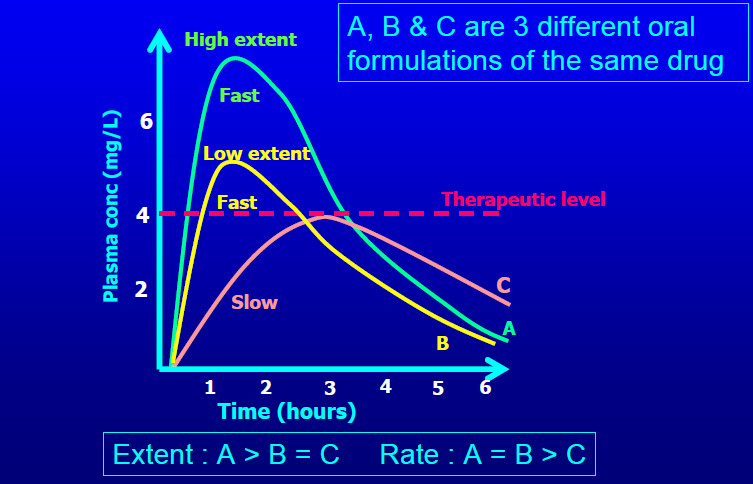 A, B & C are 3 different oral
formulations of the same drug
High extent
Fast
6
Low extent
Fast
Therapeutic level
4
Plasma conc (mg/L)
2
Slow
C
A
B
1 2 3 4 5 6
Time (hours)
Extent : A > B = C Rate : A = B > C